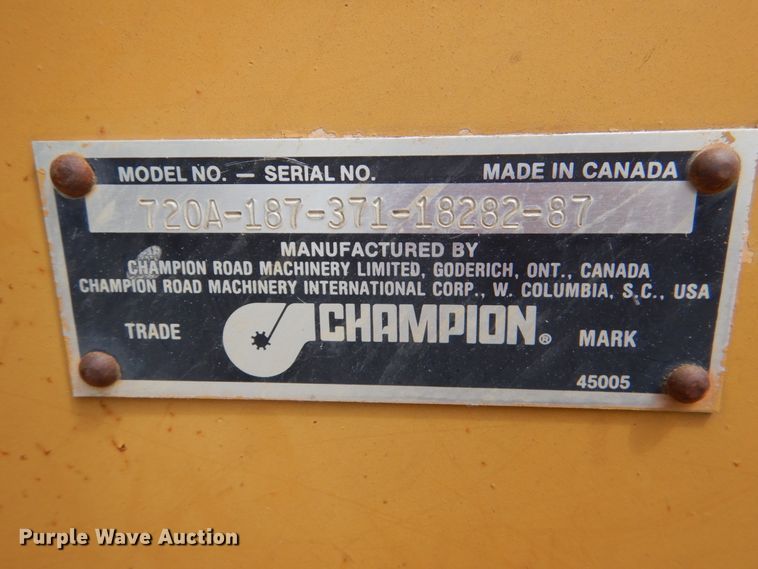 MODEL NO. — SERIAL NO. MADE IN CANADA
720A-187-371-18282-87
MANUFACTURED BY
CHAMPION ROAD MACHINERY LIMITED, GODERICH, ONT., CANADA
CHAMPION ROAD MACHINERY INTERNATIONAL CORP., W. COLUMBIA, S.C., USA
TRADE CHAMPION® MARK
45005
Purple Wave Auction